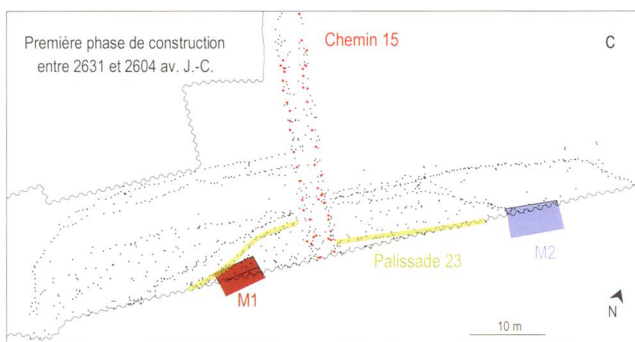 Première phase de construction
entre 2631 et 2604 av. J.-C.
Chemin 15
C
Palissade 23
M2
M1
N
10 m